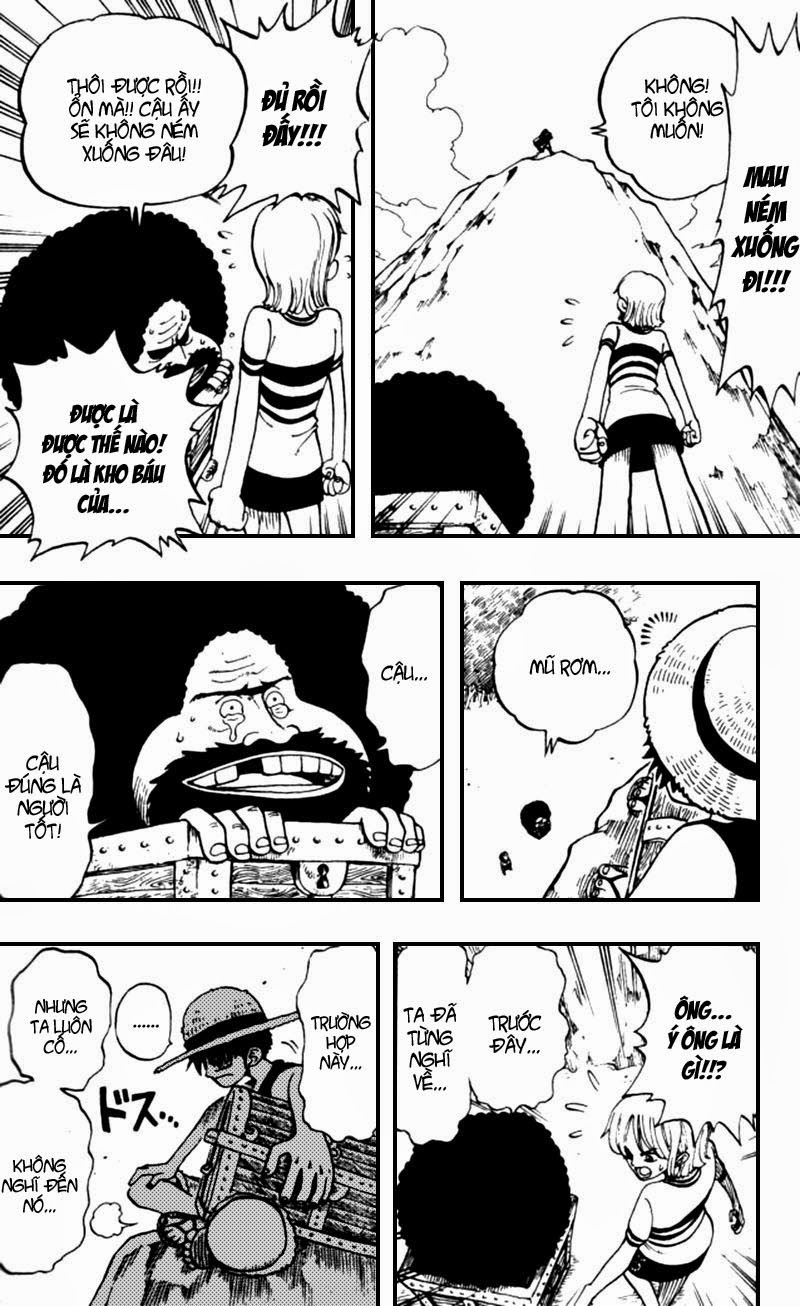 KHÔNG!
TÔI KHÔNG
MUỐN!
MAU
NÉM
XUỐNG
ĐI!!!
ĐỦ RỒI
ĐẤY!!!
THÔI ĐƯỢC RỒI!!
ỔN MÀ!! CẬU ẤY
SẼ KHÔNG NÉM
XUỐNG ĐÂU!
ĐƯỢC LÀ
ĐƯỢC THẾ NÀO!
ĐÓ LÀ KHO BÁU
CỦA...
MŨ RƠM...
CẬU...
CẬU
ĐÚNG LÀ
NGƯỜI
TỐT!
ÔNG...
Ý ÔNG LÀ
GÌ!!?
TRƯỚC
ĐÂY...
TA ĐÃ
TỪNG
NGHĨ
VỀ...
TRƯỜNG
HỢP
NÀY...
......
ドス...
NHƯNG
TA LUÔN
CỐ...
KHÔNG
NGHĨ ĐẾN
NÓ...